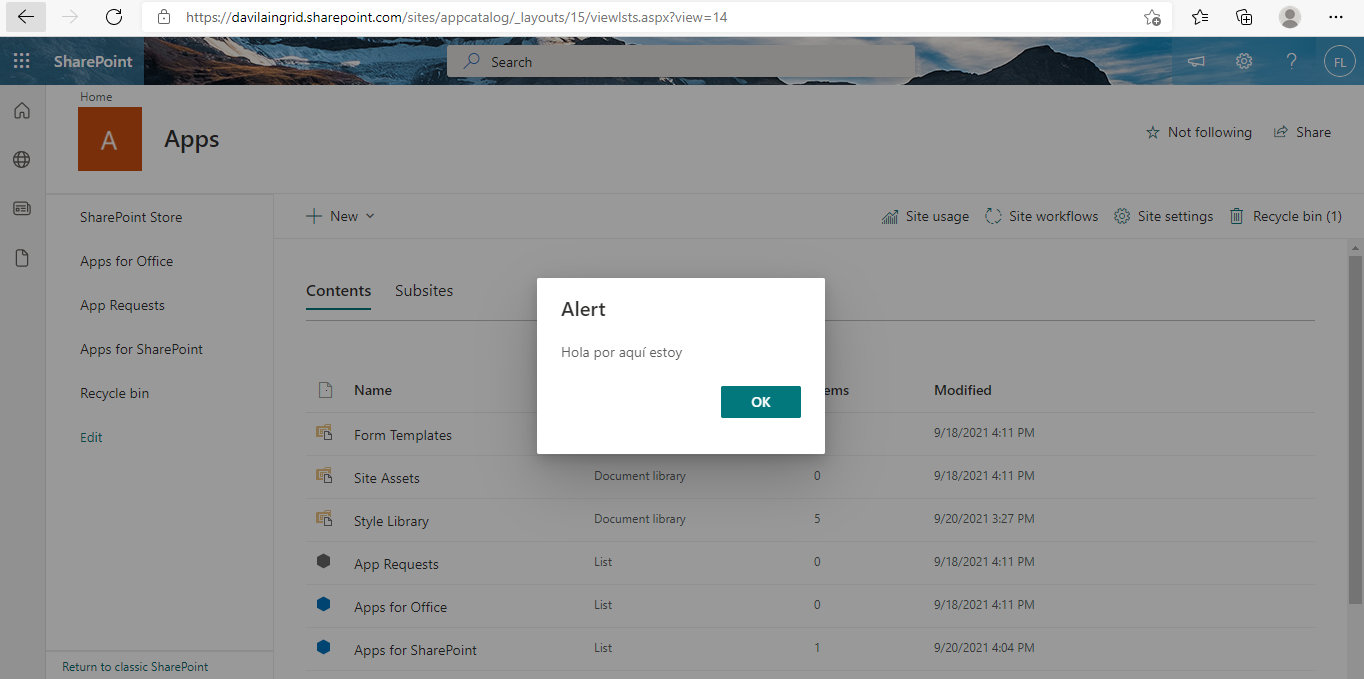 https://davilaingrid.sharepoint.com/sites/appcatalog/_layouts/15/viewlsts.aspx?view=14
SharePoint
Search
FL
Home
A
Apps
Not following
Share
SharePoint Store
Apps for Office
App Requests
Apps for SharePoint
Recycle bin
Edit
Return to classic SharePoint
New
Site usage
Site workflows
Site settings
Recycle bin (1)
Contents
Subsites
Alert
Hola por aquí estoy
OK
Name ems Modified
Form Templates 9/18/2021 4:11 PM
Site Assets Document library 0 9/18/2021 4:11 PM
Style Library Document library 5 9/20/2021 3:27 PM
App Requests List 0 9/18/2021 4:11 PM
Apps for Office List 0 9/18/2021 4:11 PM
Apps for SharePoint List 1 9/20/2021 4:04 PM